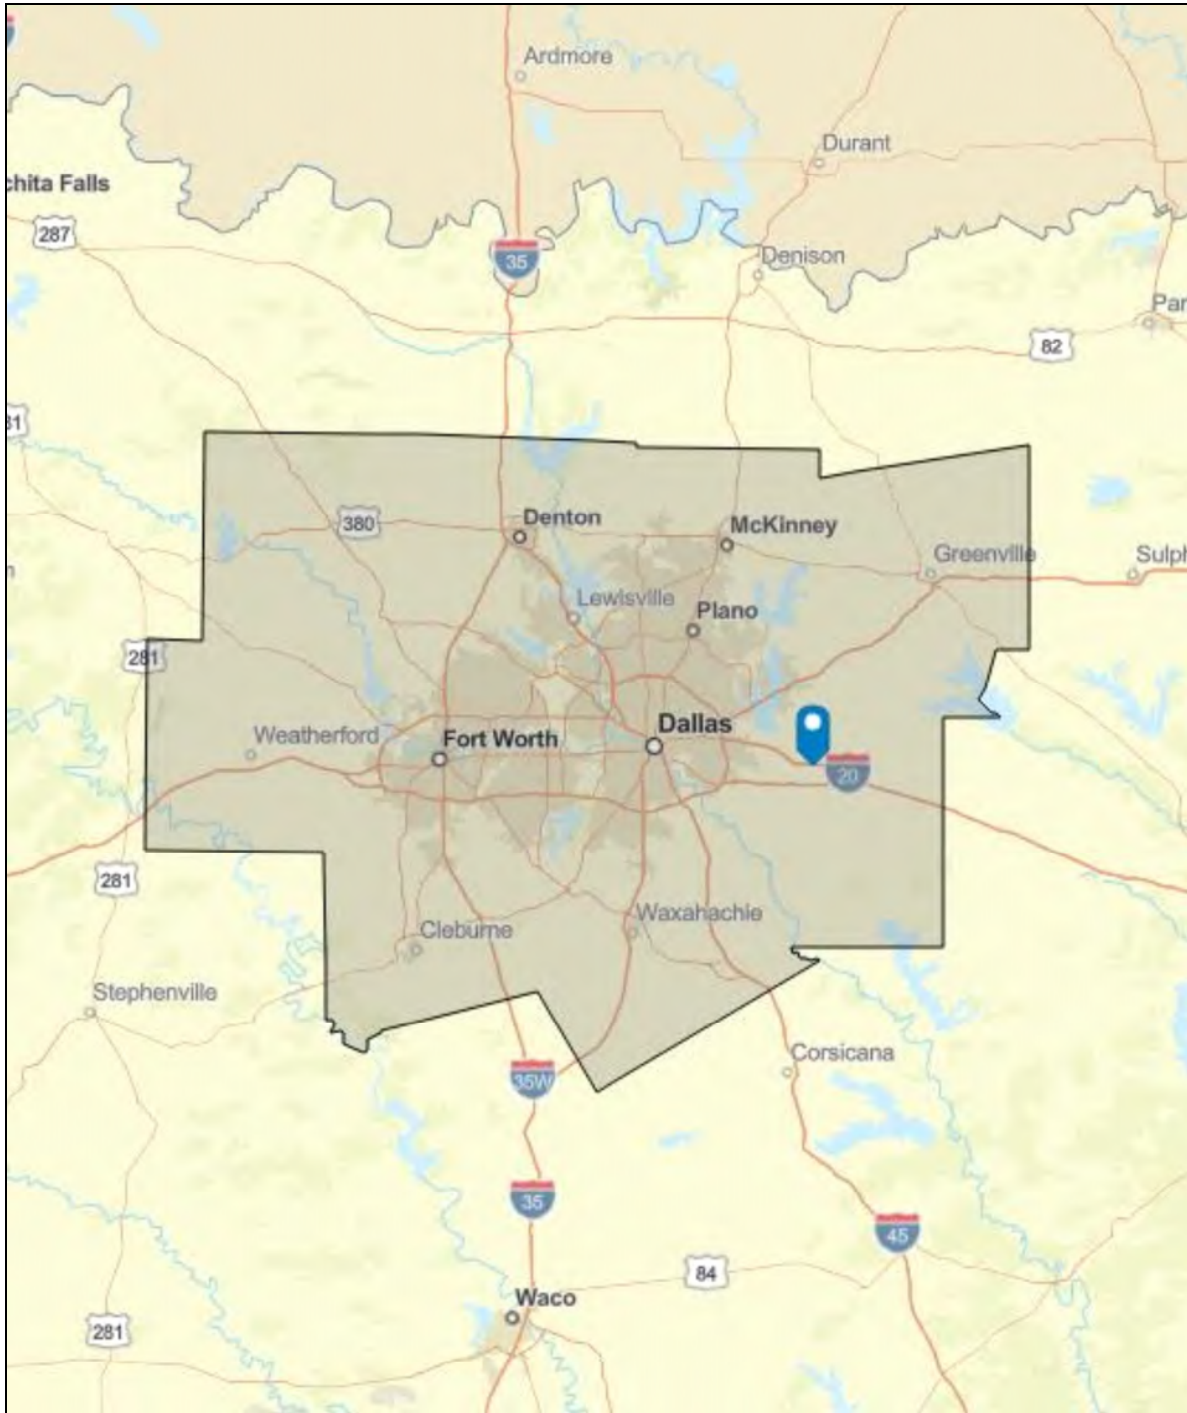 Ardmore
Durant
chita Falls
287
35
Denison
Par
82
31
380
Denton
McKinney
Greenville
Sulph
Lewisville
Plano
281
Weatherford
Fort Worth
Dallas
20
281
Cleburne
Waxahachie
Stephenville
Corsicana
35W
35
45
84
Waco
281